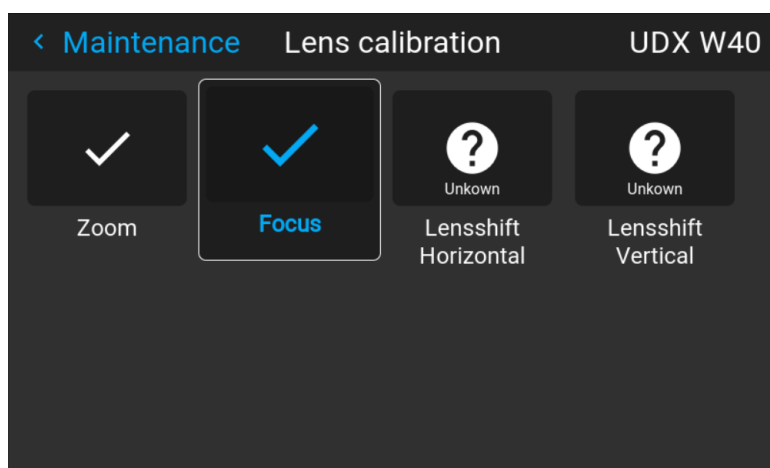 Maintenance Lens calibration UDX W40
? ?
Unkown Unkown
Zoom Focus Lensshift Lensshift
Horizontal Vertical